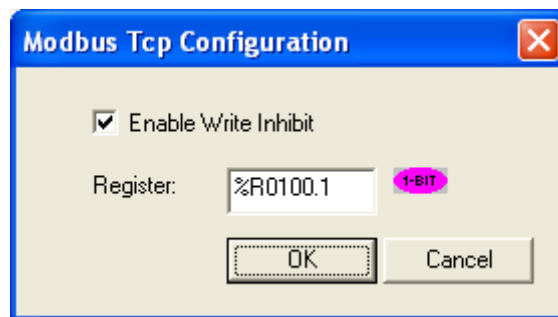 Modbus Tcp Configuration
Enable Write Inhibit
Register: %R0100.1 1-BIT
OK Cancel